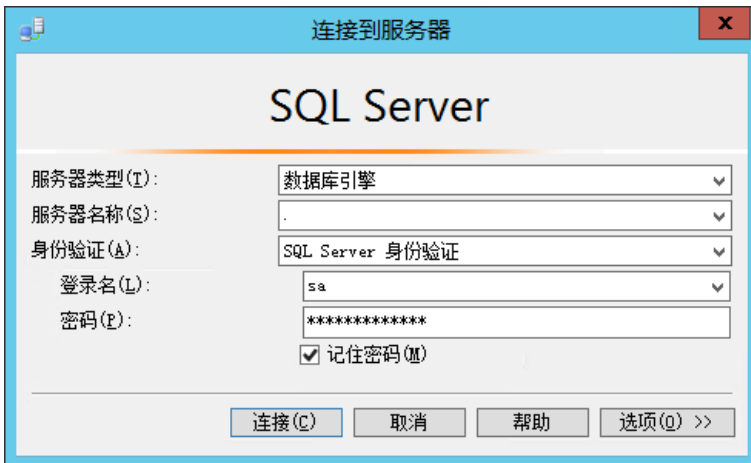 连接到服务器
x
SQL Server
服务器类型(T): 数据库引擎
服务器名称(S): .
身份验证(A): SQL Server 身份验证
登录名(L): sa
密码(P): *************
记住密码(M)
连接(C) 取消 帮助 选项(O) >>